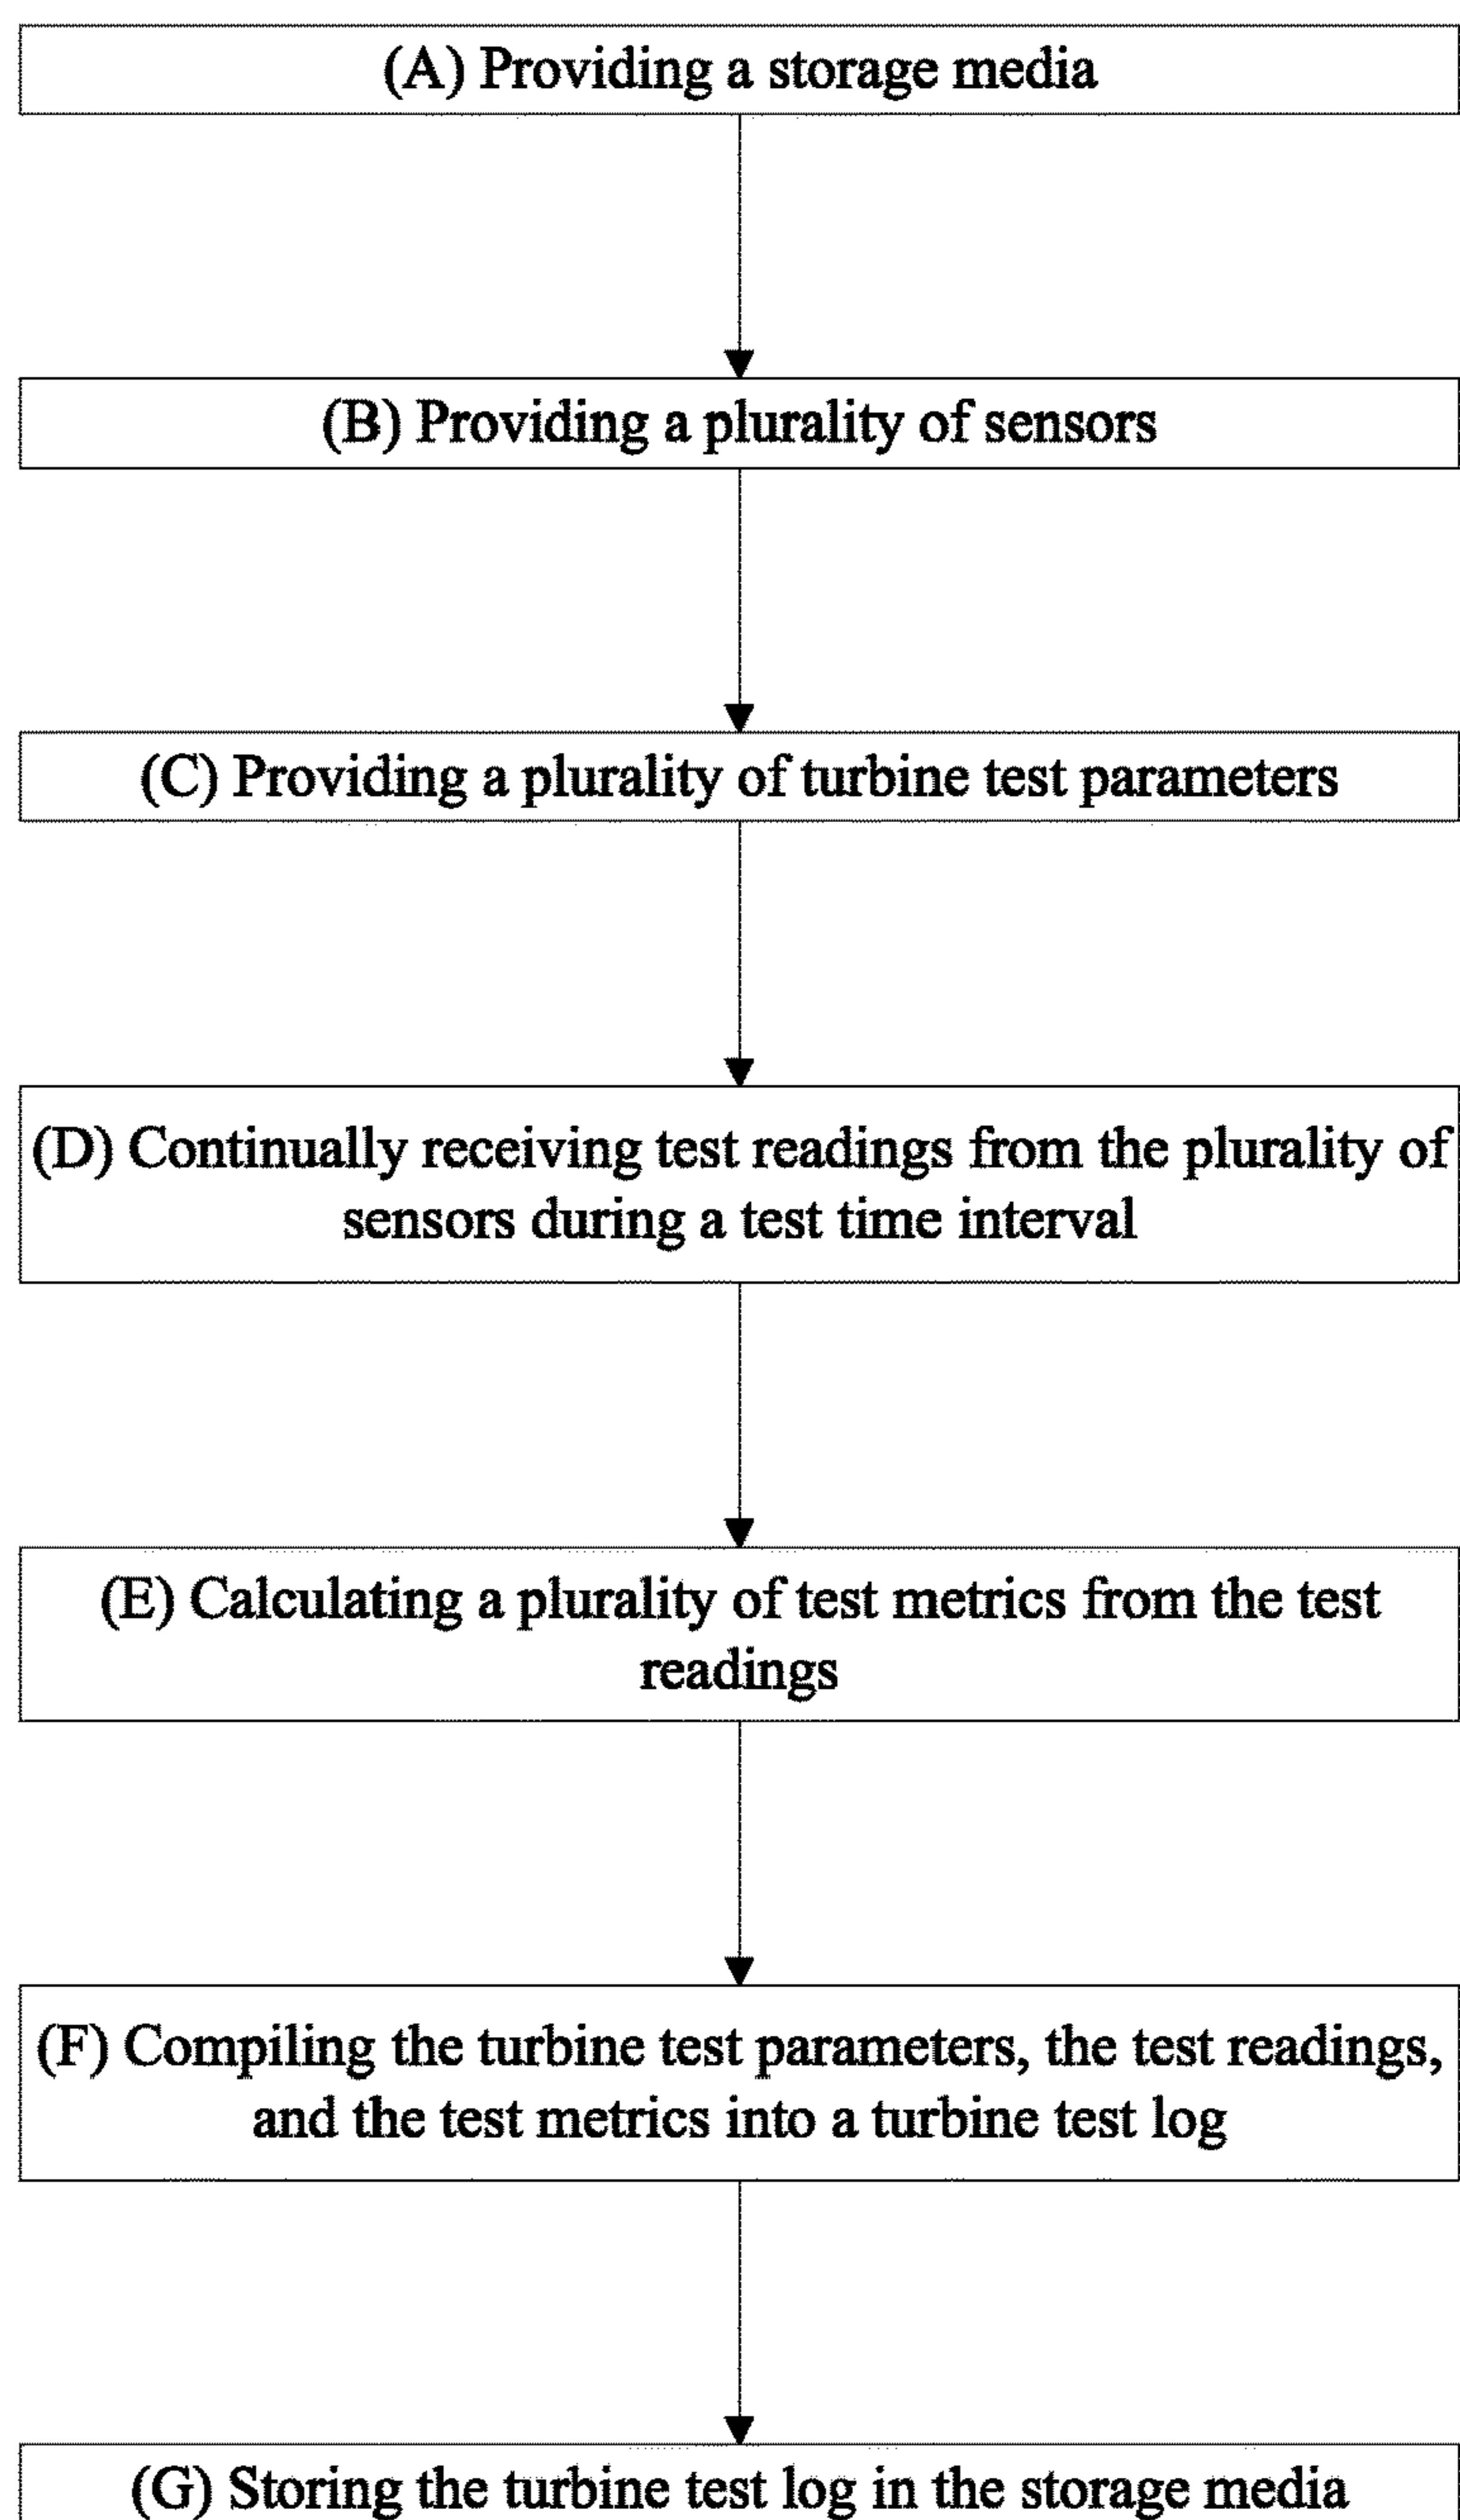 (A) Providing a storage media
(B) Providing a plurality of sensors
(C) Providing a plurality of turbine test parameters
(D) Continually receiving test readings from the plurality of
sensors during a test time interval
(E) Calculating a plurality of test metrics from the test
readings
(F) Compiling the turbine test parameters, the test readings,
and the test metrics into a turbine test log
(G) Storing the turbine test log in the storage media